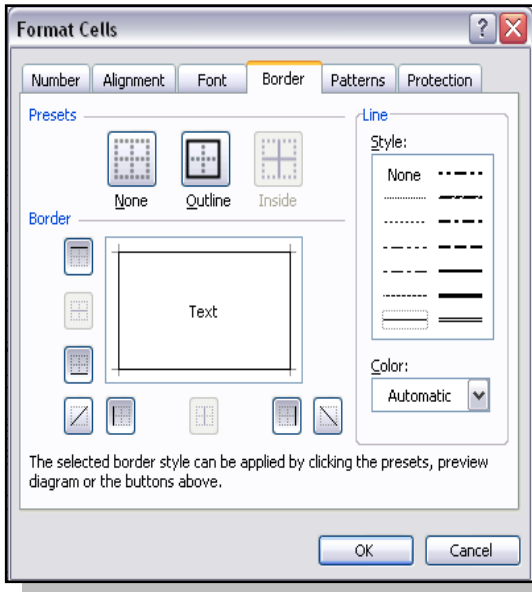 Format Cells
Number Alignment Font Border Patterns Protection
Presets
None Outline Inside
Border
Text
Line
Style:
None
Color:
Automatic
The selected border style can be applied by clicking the presets, preview
diagram or the buttons above.
OK Cancel